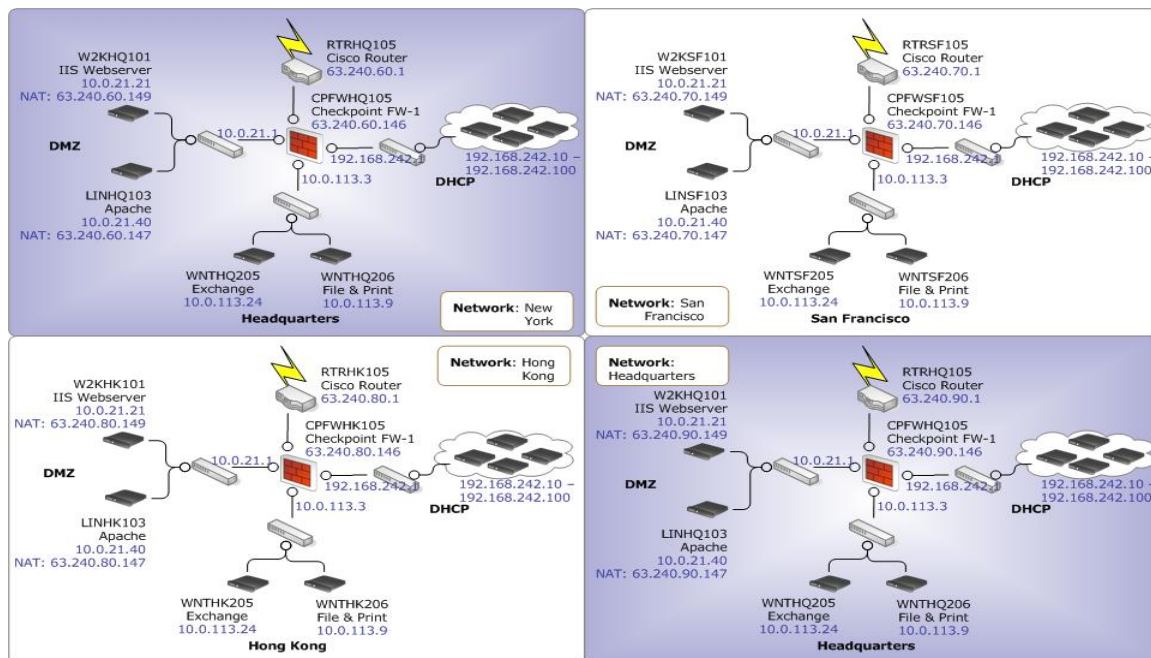 RTRHQ105
Cisco Router
63.240.60.1
W2KHQ101
IIS Webserver
10.0.21.21
NAT: 63.240.60.149
CPFWHQ105
Checkpoint FW-1
63.240.60.146
10.0.21.1
DMZ
192.168.242.1
192.168.242.10 –
192.168.242.100
DHCP
10.0.113.3
LINHQ103
Apache
10.0.21.40
NAT: 63.240.60.147
WNTHQ205
Exchange
10.0.113.24
WNTHQ206
File & Print
10.0.113.9
Headquarters
Network: New
York
RTRSF105
Cisco Router
63.240.70.1
W2KSF101
IIS Webserver
10.0.21.21
NAT: 63.240.70.149
CPFWSF105
Checkpoint FW-1
63.240.70.146
10.0.21.1
DMZ
192.168.242.1
192.168.242.10 –
192.168.242.100
DHCP
10.0.113.3
LINSF103
Apache
10.0.21.40
NAT: 63.240.70.147
WNTSF205
Exchange
10.0.113.24
WNTSF206
File & Print
10.0.113.9
Network: San
Francisco
San Francisco
Network: Hong
Kong
RTRHK105
Cisco Router
63.240.80.1
W2KHK101
IIS Webserver
10.0.21.21
NAT: 63.240.80.149
CPFWHK105
Checkpoint FW-1
63.240.80.146
10.0.21.1
DMZ
192.168.242.1
192.168.242.10 –
192.168.242.100
DHCP
10.0.113.3
LINHK103
Apache
10.0.21.40
NAT: 63.240.80.147
WNTHK205
Exchange
10.0.113.24
WNTHK206
File & Print
10.0.113.9
Hong Kong
Network:
Headquarters
RTRHQ105
Cisco Router
63.240.90.1
W2KHQ101
IIS Webserver
10.0.21.21
NAT: 63.240.90.149
CPFWHQ105
Checkpoint FW-1
63.240.90.146
10.0.21.1
DMZ
192.168.242.1
192.168.242.10 –
192.168.242.100
DHCP
10.0.113.3
LINHQ103
Apache
10.0.21.40
NAT: 63.240.90.147
WNTHQ205
Exchange
10.0.113.24
WNTHQ206
File & Print
10.0.113.9
Headquarters